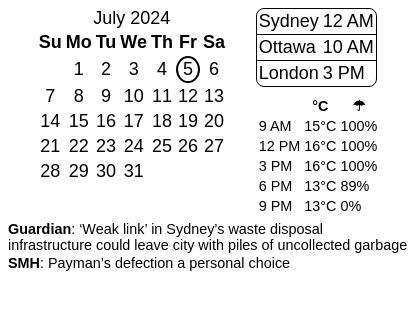 July 2024
Su Mo Tu We Th Fr Sa
1 2 3 4 5 6
7 8 9 10 11 12 13
14 15 16 17 18 19 20
21 22 23 24 25 26 27
28 29 30 31
Sydney 12 AM
Ottawa 10 AM
London 3 PM
°C ☂
9 AM 15°C 100%
12 PM 16°C 100%
3 PM 16°C 100%
6 PM 13°C 89%
9 PM 13°C 0%
Guardian: ‘Weak link’ in Sydney’s waste disposal
infrastructure could leave city with piles of uncollected garbage
SMH: Payman’s defection a personal choice